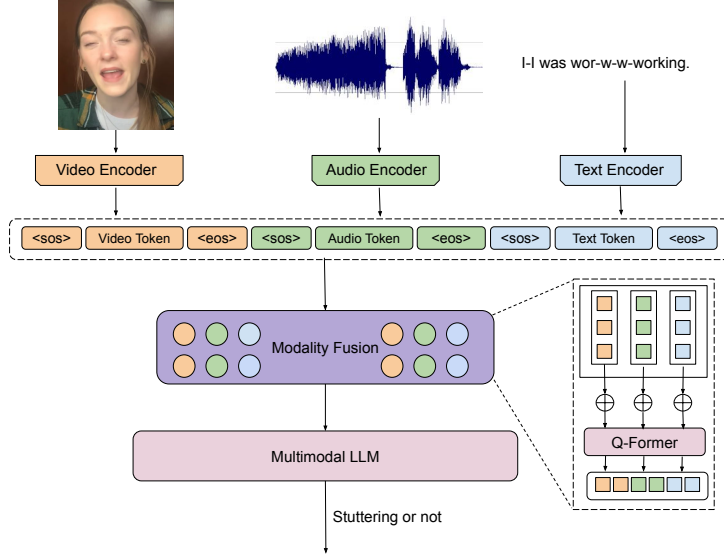 I-I was wor-w-w-working.
Video Encoder
Audio Encoder
Text Encoder
<sos> Video Token <eos> <sos> Audio Token <eos> <sos> Text Token <eos>
Modality Fusion
Q-Former
Multimodal LLM
Stuttering or not